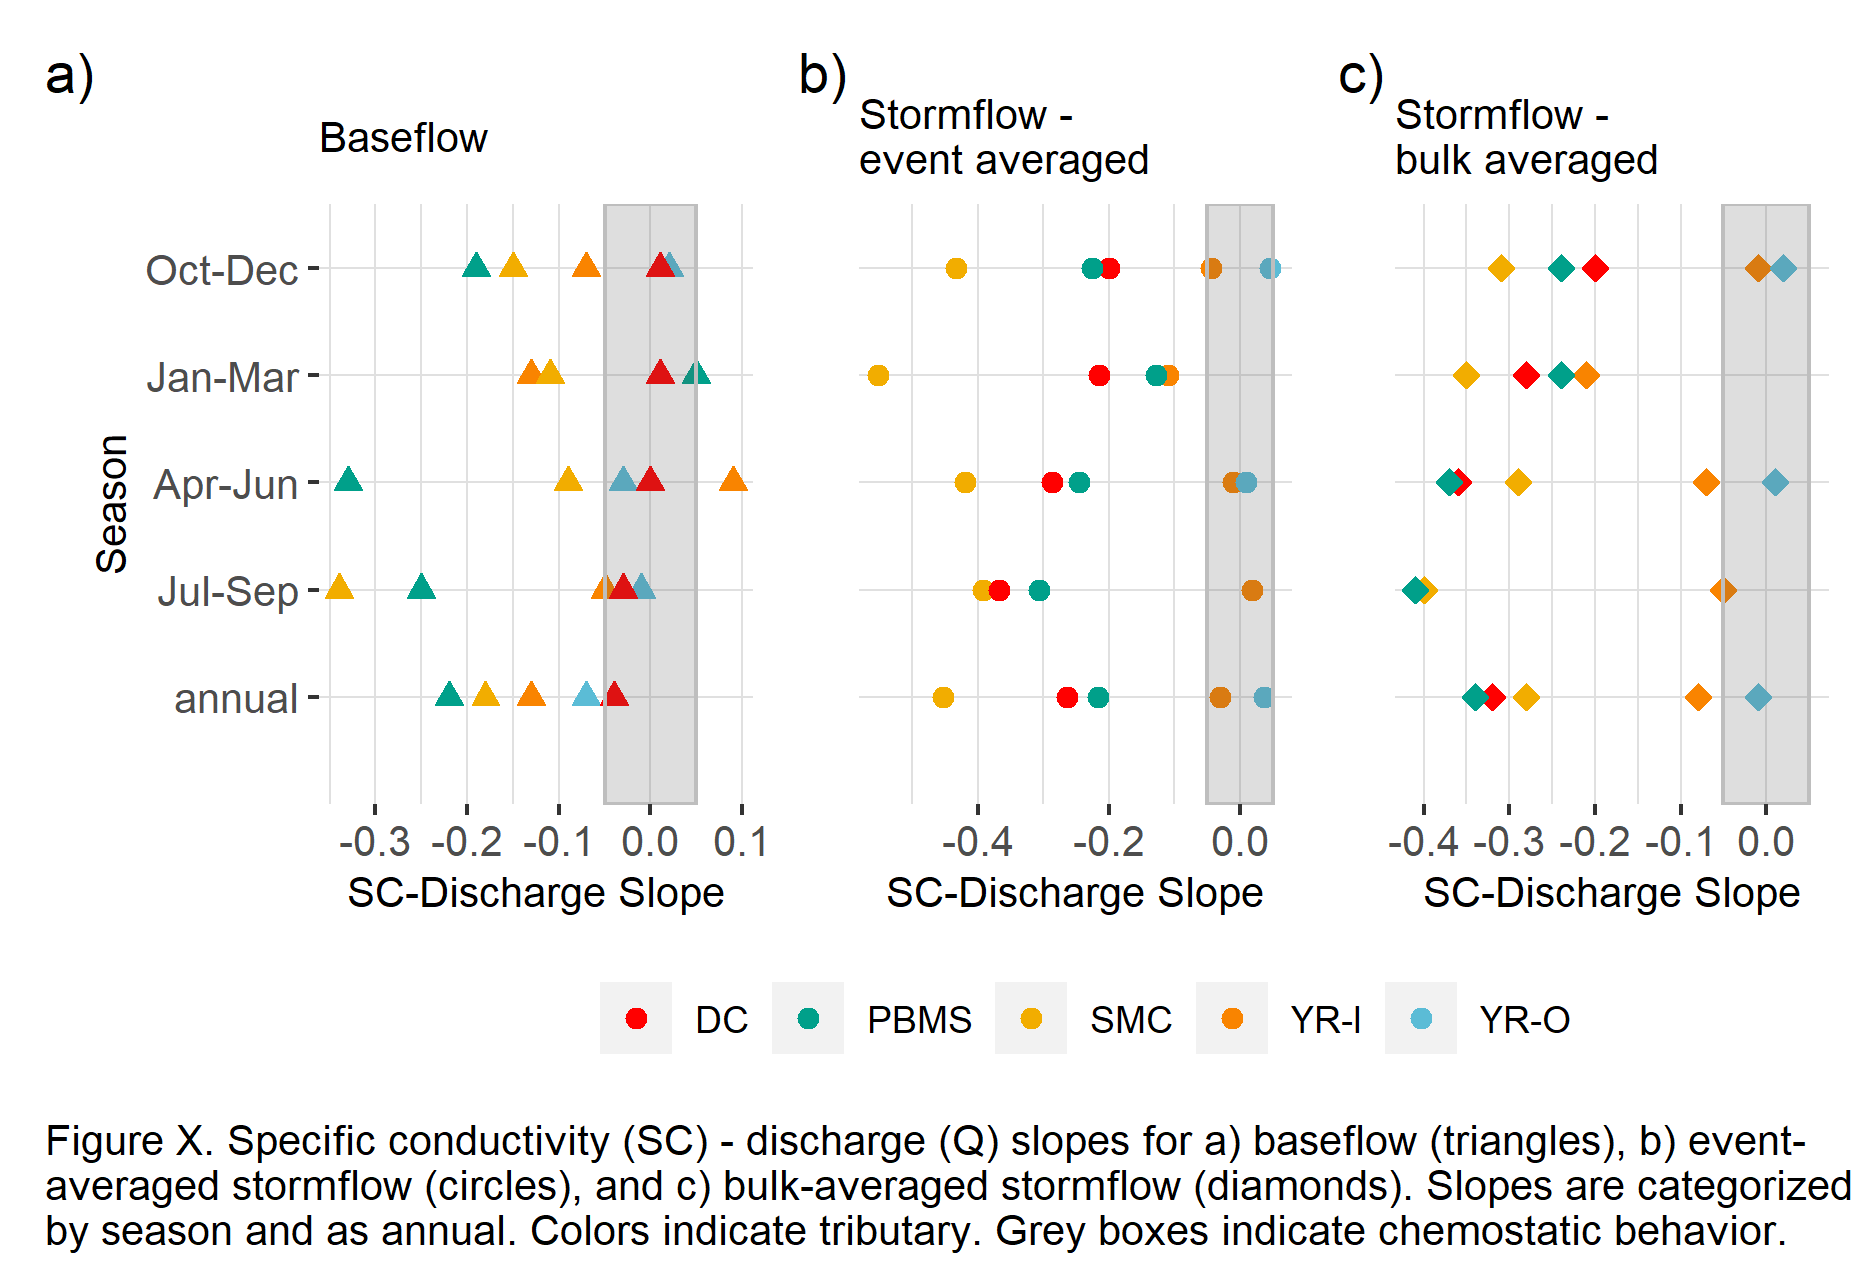 a)
Baseflow
b)
Stormflow -
event averaged
c)
Stormflow -
bulk averaged
Season
Oct-Dec
Jan-Mar
Apr-Jun
Jul-Sep
annual
-0.3 -0.2 -0.1 0.0 0.1
SC-Discharge Slope
-0.4 -0.2 0.0
SC-Discharge Slope
-0.4 -0.3 -0.2 -0.1 0.0
SC-Discharge Slope
DC PBMS SMC YR-I YR-O
Figure X. Specific conductivity (SC) - discharge (Q) slopes for a) baseflow (triangles), b) event-
averaged stormflow (circles), and c) bulk-averaged stormflow (diamonds). Slopes are categorized
by season and as annual. Colors indicate tributary. Grey boxes indicate chemostatic behavior.